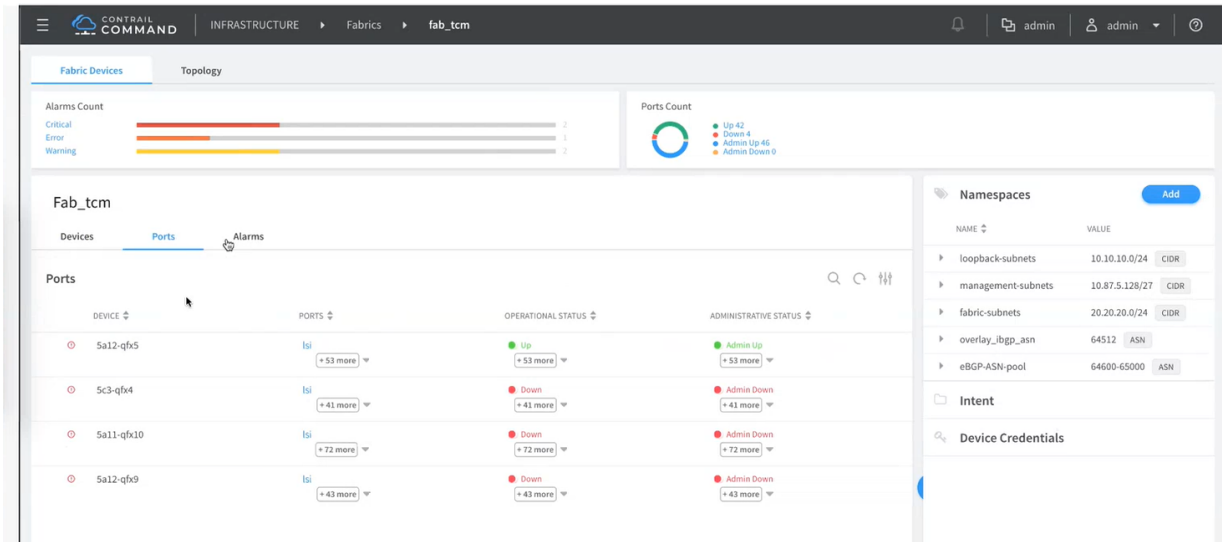 CONTRAIL
COMMAND
INFRASTRUCTURE
Fabrics
fab_tcm
admin
admin
Fabric Devices
Topology
Alarms Count
Critical 2
Error 1
Warning 2
Ports Count
Up 42
Down 4
Admin Up 46
Admin Down 0
Fab_tcm
Devices Ports Alarms
Ports
DEVICE PORTS OPERATIONAL STATUS ADMINISTRATIVE STATUS
5a12-qfx5 lsi Up Admin Up
+ 53 more + 53 more + 53 more
5c3-qfx4 lsi Down Admin Down
+ 41 more + 41 more + 41 more
5a11-qfx10 lsi Down Admin Down
+ 72 more + 72 more + 72 more
5a12-qfx9 lsi Down Admin Down
+ 43 more + 43 more + 43 more
Namespaces Add
NAME VALUE
loopback-subnets 10.10.10.0/24 CIDR
management-subnets 10.87.5.128/27 CIDR
fabric-subnets 20.20.20.0/24 CIDR
overlay_ibgp_asn 64512 ASN
eBGP-ASN-pool 64600-65000 ASN
Intent
Device Credentials